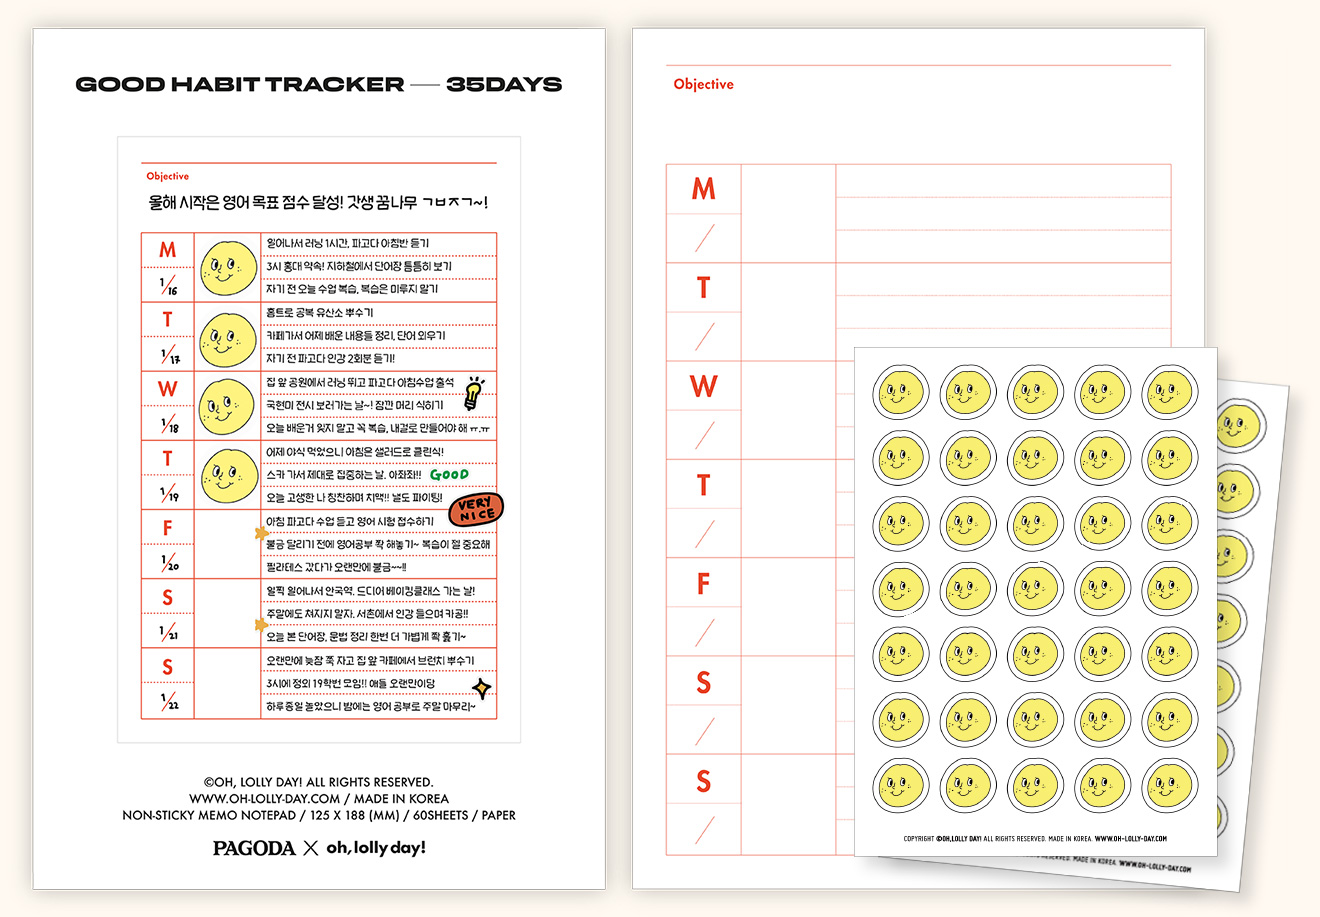 GOOD HABIT TRACKER — 35DAYS
Objective
올해 시작은 영어 목표 점수 달성! 갓생 꿈나무 ㄱㅂㅈㄱ~!
M
1/16
일어나서 러닝 1시간, 파고다 아침반 듣기
3시 홍대 약속! 지하철에서 단어장 틈틈히 보기
자기 전 오늘 수업 복습, 복습은 미루지 말기
T
1/17
홈트로 공복 유산소 뿌수기
카페가서 어제 배운 내용들 정리, 단어 외우기
자기 전 파고다 인강 2회분 듣기!
W
1/18
집 앞 공원에서 러닝 뛰고 파고다 아침수업 출석
국현미 전시 보러가는 날~! 잠깐 머리 식히기
오늘 배운거 잊지 말고 꼭 복습, 내걸로 만들어야 해 ㅠ.ㅠ
T
1/19
어제 야식 먹었으니 아침은 샐러드로 클린식!
스카 가서 제대로 집중하는 날. 아좌좌!! GOOD
오늘 고생한 나 칭찬하며 치맥!! 낼도 파이팅!
VERY
NICE
F
1/20
아침 파고다 수업 듣고 영어 시험 접수하기
불금 달리기 전에 영어공부 쫙 해놓기~ 복습이 젤 중요해
필라테스 갔다가 오랜만에 불금~~!!
S
1/21
일찍 일어나서 안국역, 드디어 베이킹클래스 가는 날!
주말에도 쳐지지 말자. 서촌에서 인강 들으며 카공!!
오늘 본 단어장, 문법 정리 한번 더 가볍게 쫙 훑기~
S
1/22
오랜만에 늦잠 푹 자고 집 앞 카페에서 브런치 뿌수기
3시에 정외 19학번 모임!! 얘들 오랜만이당
하루종일 놀았으니 밤에는 영어 공부로 주말 마무리~
©OH, LOLLY DAY! ALL RIGHTS RESERVED.
WWW.OH-LOLLY-DAY.COM / MADE IN KOREA
NON-STICKY MEMO NOTEPAD / 125 X 188 (MM) / 60SHEETS / PAPER
PAGODA X oh, lolly day!
Objective
M
/
T
/
W
/
T
/
F
/
S
/
S
/
COPYRIGHT ©OH,LOLLY DAY! ALL RIGHTS RESERVED. MADE IN KOREA. WWW.OH-LOLLY-DAY.COM
RESERVED. MADE IN KOREA. WWW.OH-LOLLY-DAY.COM